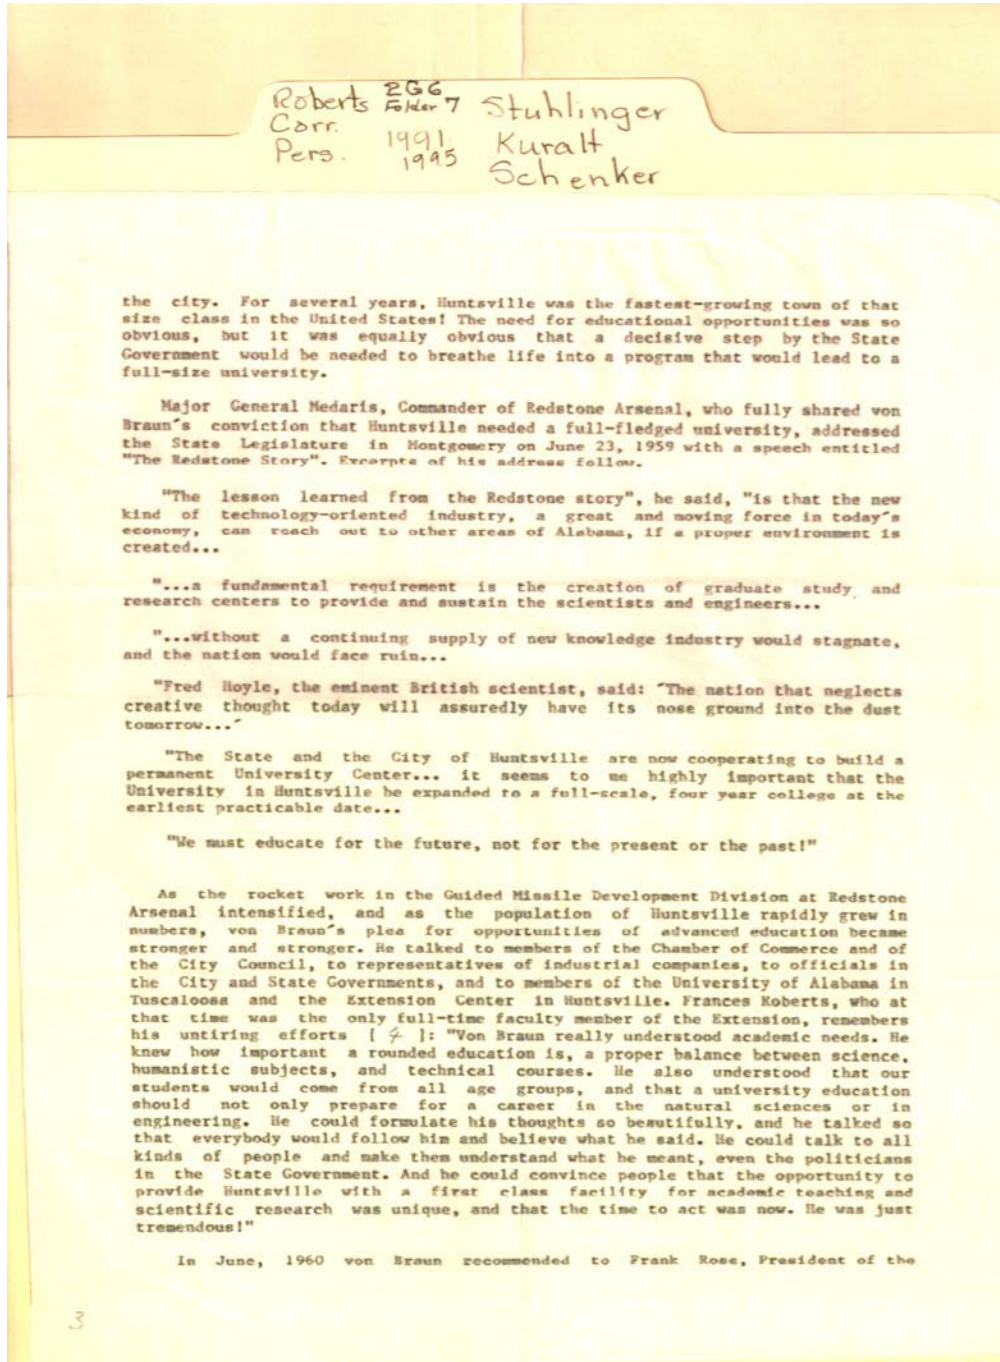 Roberts 2G6 Folder 7 Stuhlinger
Corr. 1991 Kuralt
Pers. 1995 Schenker
the city. For several years, Huntsville was the fastest-growing town of that
size class in the United States! The need for educational opportunities was so
obvious, but it was equally obvious that a decisive step by the State
Government would be needed to breathe life into a program that would lead to a
full-size university.
Major General Medaris, Commander of Redstone Arsenal, who fully shared von
Braun's conviction that Huntsville needed a full-fledged university, addressed
the State Legislature in Montgomery on June 23, 1959 with a speech entitled
"The Redstone Story". Excerpts of his address follow.
"The lesson learned from the Redstone story", he said, "is that the new
kind of technology-oriented industry, a great and moving force in today's
economy, can reach out to other areas of Alabama, if a proper environment is
created...
"...a fundamental requirement is the creation of graduate study and
research centers to provide and sustain the scientists and engineers...
"...without a continuing supply of new knowledge industry would stagnate,
and the nation would face ruin...
"Fred Hoyle, the eminent British scientist, said: 'The nation that neglects
creative thought today will assuredly have its nose ground into the dust
tomorrow...'
"The State and the City of Huntsville are now cooperating to build a
permanent University Center... it seems to me highly important that the
University in Huntsville be expanded to a full-scale, four year college at the
earliest practicable date...
"We must educate for the future, not for the present or the past!"
As the rocket work in the Guided Missile Development Division at Redstone
Arsenal intensified, and as the population of Huntsville rapidly grew in
numbers, von Braun's plea for opportunities of advanced education became
stronger and stronger. He talked to members of the Chamber of Commerce and of
the City Council, to representatives of industrial companies, to officials in
the City and State Governments, and to members of the University of Alabama in
Tuscaloosa and the Extension Center in Huntsville. Frances Roberts, who at
that time was the only full-time faculty member of the Extension, remembers
his untiring efforts [ 4 ]: "Von Braun really understood academic needs. He
knew how important a rounded education is, a proper balance between science,
humanistic subjects, and technical courses. He also understood that our
students would come from all age groups, and that a university education
should not only prepare for a career in the natural sciences or in
engineering. He could formulate his thoughts so beautifully, and he talked so
that everybody would follow him and believe what he said. He could talk to all
kinds of people and make them understand what he meant, even the politicians
in the State Government. And he could convince people that the opportunity to
provide Huntsville with a first class facility for academic teaching and
scientific research was unique, and that the time to act was now. He was just
tremendous!"
In June, 1960 von Braun recommended to Frank Rose, President of the
3